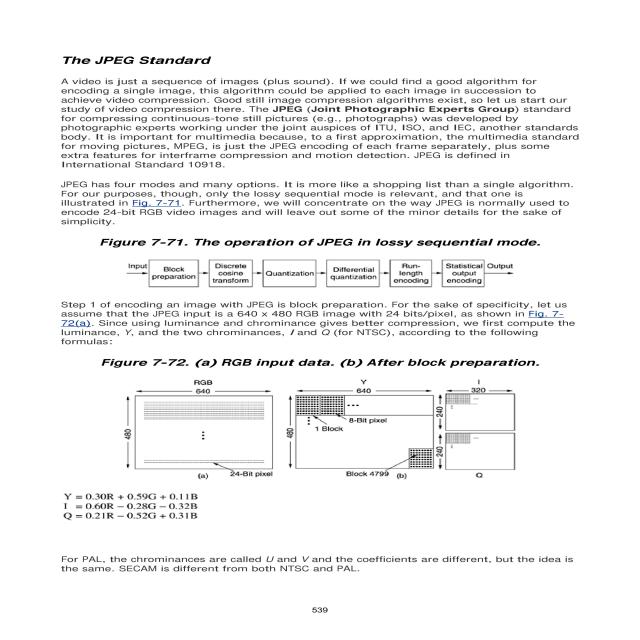 The JPEG Standard
A video is just a sequence of images (plus sound). If we could find a good algorithm for
encoding a single image, this algorithm could be applied to each image in succession to
achieve video compression. Good still image compression algorithms exist, so let us start our
study of video compression there. The JPEG (Joint Photographic Experts Group) standard
for compressing continuous-tone still pictures (e.g., photographs) was developed by
photographic experts working under the joint auspices of ITU, ISO, and IEC, another standards
body. It is important for multimedia because, to a first approximation, the multimedia standard
for moving pictures, MPEG, is just the JPEG encoding of each frame separately, plus some
extra features for interframe compression and motion detection. JPEG is defined in
International Standard 10918.
JPEG has four modes and many options. It is more like a shopping list than a single algorithm.
For our purposes, though, only the lossy sequential mode is relevant, and that one is
illustrated in Fig. 7-71. Furthermore, we will concentrate on the way JPEG is normally used to
encode 24-bit RGB video images and will leave out some of the minor details for the sake of
simplicity.
Figure 7-71. The operation of JPEG in lossy sequential mode.
Input
Block
preparation
Discrete
cosine
transform
Quantization
Differential
quantization
Run-
length
encoding
Statistical
output
encoding
Output
Step 1 of encoding an image with JPEG is block preparation. For the sake of specificity, let us
assume that the JPEG input is a 640 x 480 RGB image with 24 bits/pixel, as shown in Fig. 7-
72(a). Since using luminance and chrominance gives better compression, we first compute the
luminance, Y, and the two chrominances, I and Q (for NTSC), according to the following
formulas:
Figure 7-72. (a) RGB input data. (b) After block preparation.
RGB
640
480
24-Bit pixel
(a)
Y
640
480
8-Bit pixel
1 Block
Block 4799
(b)
I
320
240
240
Q
Y = 0.30R + 0.59G + 0.11B
I = 0.60R − 0.28G − 0.32B
Q = 0.21R − 0.52G + 0.31B
For PAL, the chrominances are called U and V and the coefficients are different, but the idea is
the same. SECAM is different from both NTSC and PAL.
539